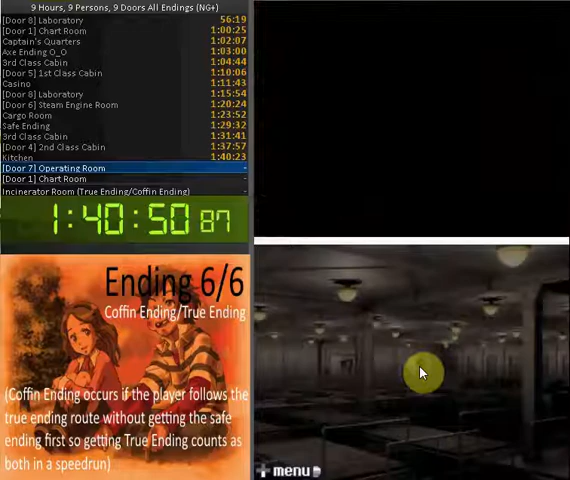 9 Hours, 9 Persons, 9 Doors All Endings (NG+)
[Door 8] Laboratory 56:19
[Door 1] Chart Room 1:00:25
Captain's Quarters 1:02:07
Axe Ending O_O 1:03:00
3rd Class Cabin 1:04:44
[Door 5] 1st Class Cabin 1:10:06
Casino 1:11:43
[Door 8] Laboratory 1:15:54
[Door 6] Steam Engine Room 1:20:24
Cargo Room 1:23:52
Safe Ending 1:29:32
3rd Class Cabin 1:31:41
[Door 4] 2nd Class Cabin 1:37:57
Kitchen 1:40:23
[Door 7] Operating Room -
[Door 1] Chart Room -
Incinerator Room (True Ending/Coffin Ending) -
1:40:50 87
Ending 6/6
Coffin Ending/True Ending
(Coffin Ending occurs if the player follows the
true ending route without getting the safe
ending first so getting True Ending counts as
both in a speedrun)
menu